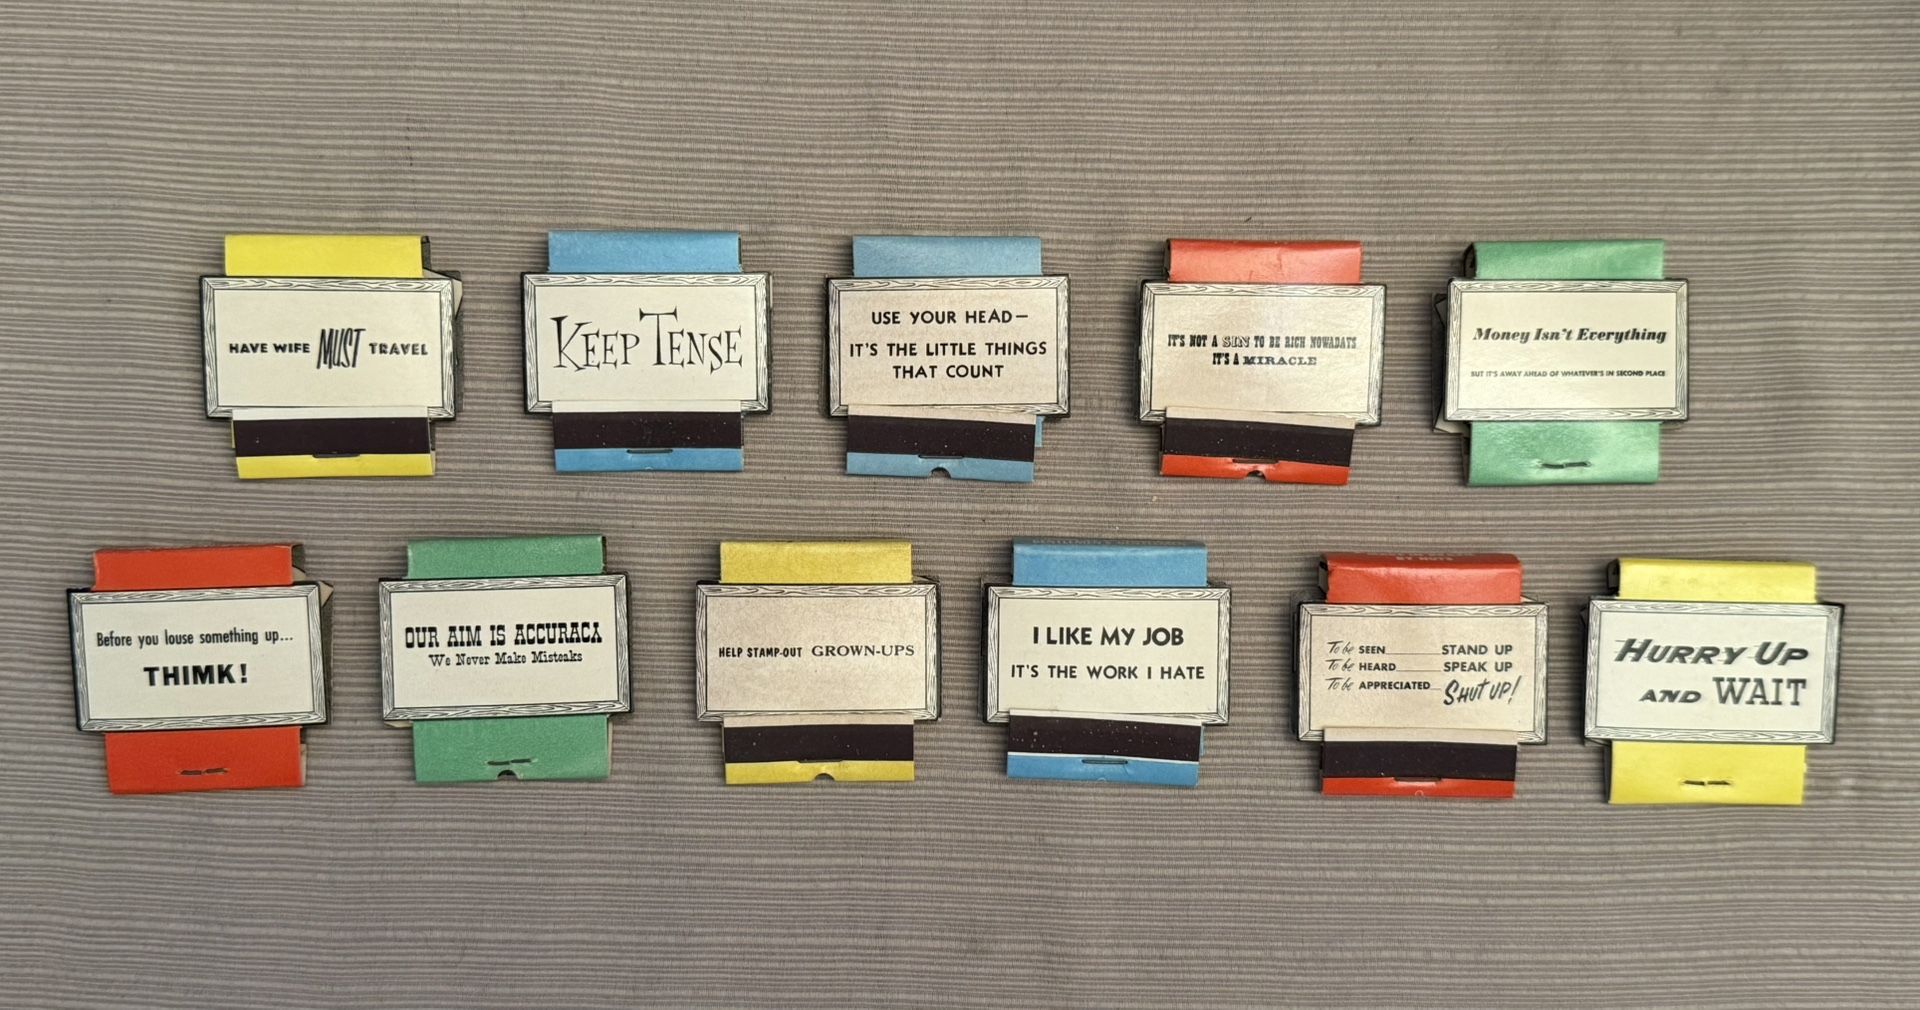 HAVE WIFE MUST TRAVEL
KEEP TENSE
USE YOUR HEAD—
IT'S THE LITTLE THINGS
THAT COUNT
IT'S NOT A SIN TO BE RICH NOWADAYS
IT'S A MIRACLE
Money Isn't Everything
BUT IT'S AWAY AHEAD OF WHATEVER'S IN SECOND PLACE
Before you louse something up...
THIMK!
OUR AIM IS ACCURACY
We Never Make Misteaks
HELP STAMP-OUT GROWN-UPS
I LIKE MY JOB
IT'S THE WORK I HATE
To be SEEN STAND UP
To be HEARD SPEAK UP
To be APPRECIATED SHUT UP!
HURRY UP
AND WAIT